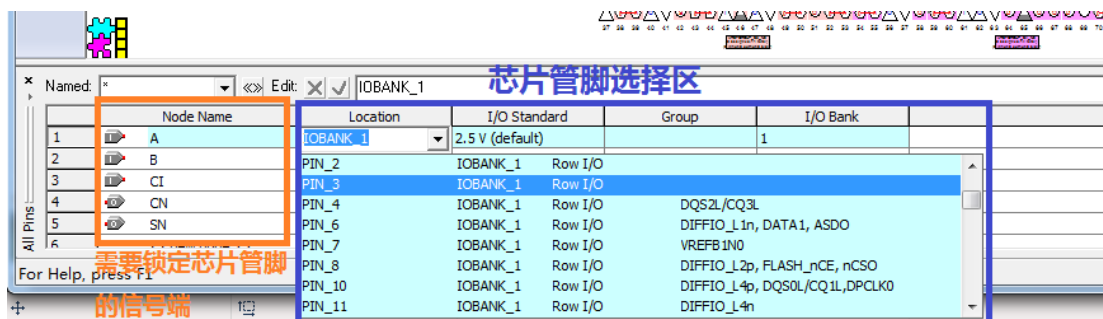 芯片管脚选择区
Named: * Edit: IOBANK_1
Node Name Location I/O Standard Group I/O Bank
1 A IOBANK_1 2.5 V (default) 1
2 B PIN_2 IOBANK_1 Row I/O
3 CI PIN_3 IOBANK_1 Row I/O
4 CN PIN_4 IOBANK_1 Row I/O DQS2L/CQ3L
5 SN PIN_6 IOBANK_1 Row I/O DIFFIO_L1n, DATA1, ASDO
6 PIN_7 IOBANK_1 Row I/O VREFB1N0
PIN_8 IOBANK_1 Row I/O DIFFIO_L2p, FLASH_nCE, nCSO
PIN_10 IOBANK_1 Row I/O DIFFIO_L4p, DQS0L/CQ1L,DPCLK0
PIN_11 IOBANK_1 Row I/O DIFFIO_L4n
All Pins
需要锁定芯片管脚
的信号端
For Help, press F1